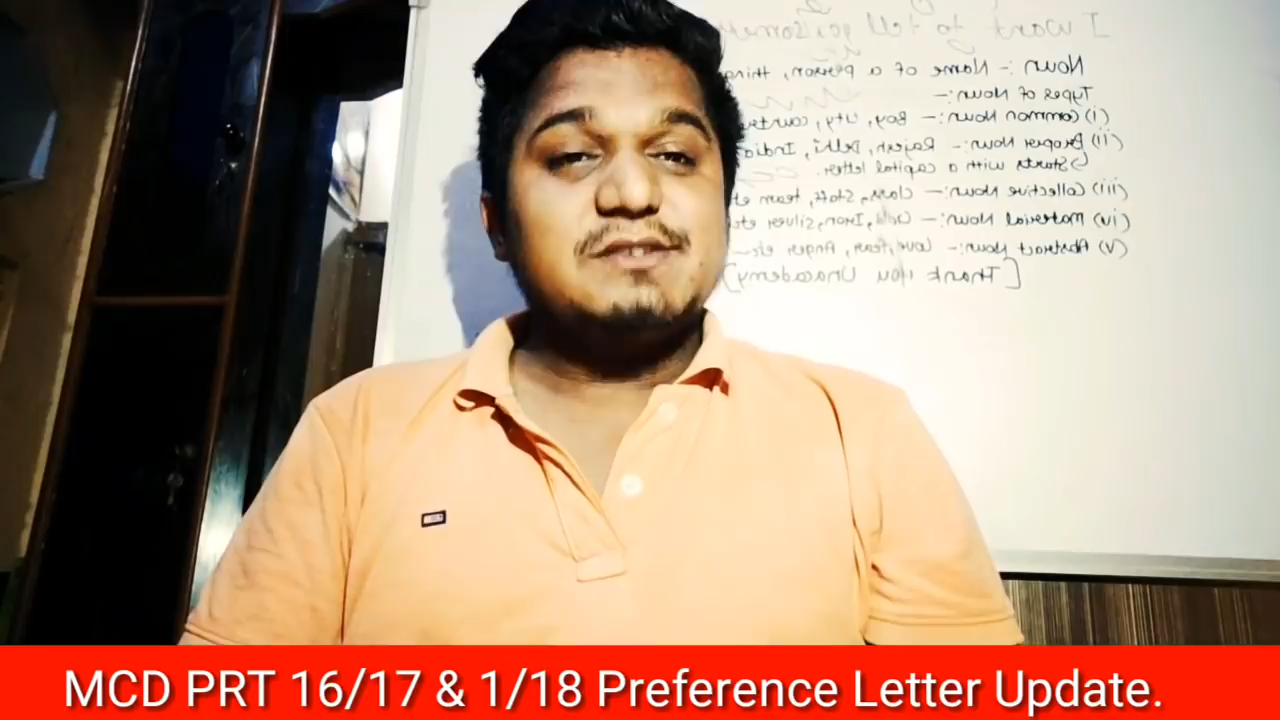 I want to tell you
Noun :- Name of a person, thing
Types of Noun:-
(i) Common Noun:- Boy, City, country
(ii) Proper Noun:- Rajesh, Delhi, India
Starts with a capital letter.
(iii) Collective Noun:- Class, Staff, team et
(iv) Material Noun:- Gold, Iron, silver etc
(v) Abstract Noun:- Love, fear, Anger etc
[Thank you Unacademy]
MCD PRT 16/17 & 1/18 Preference Letter Update.